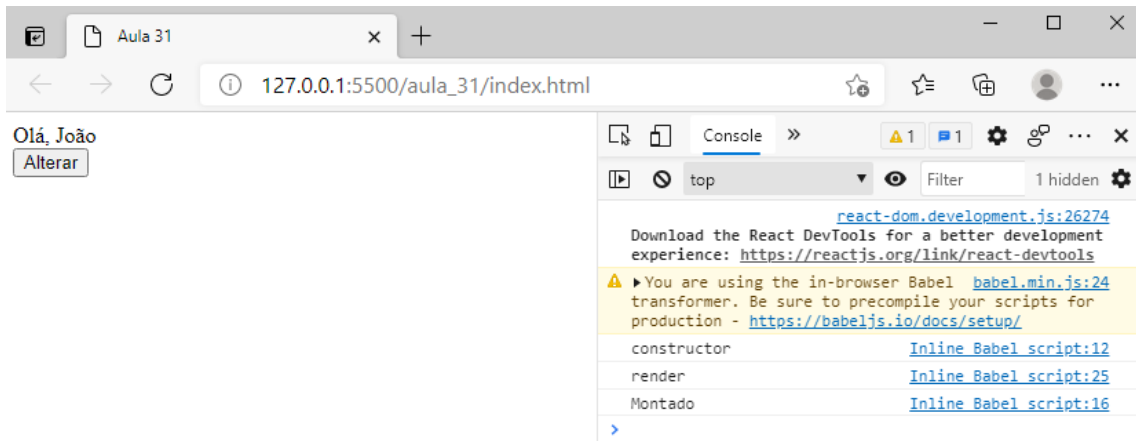 Aula 31
127.0.0.1:5500/aula_31/index.html
Olá, João
Alterar
Console
1
1
top
Filter
1 hidden
react-dom.development.js:26274
Download the React DevTools for a better development
experience: https://reactjs.org/link/react-devtools
You are using the in-browser Babel babel.min.js:24
transformer. Be sure to precompile your scripts for
production - https://babeljs.io/docs/setup/
constructor Inline Babel script:12
render Inline Babel script:25
Montado Inline Babel script:16